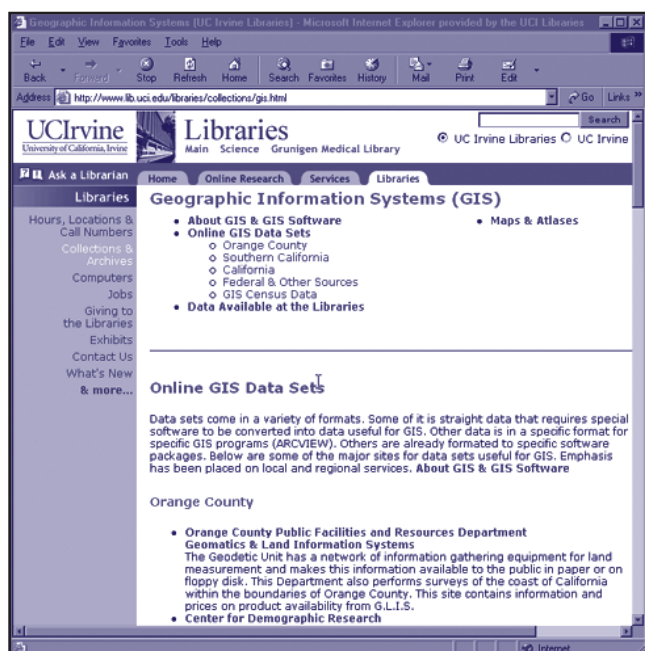 Geographic Information Systems (UC Irvine Libraries) - Microsoft Internet Explorer provided by the UCI Libraries
File Edit View Favorites Tools Help
Back Forward Stop Refresh Home Search Favorites History Mail Print Edit
Address http://www.lib.uci.edu/libraries/collections/gis.html Go Links »
UCIrvine
University of California, Irvine
Libraries
Main Science Grunigen Medical Library
Search
UC Irvine Libraries UC Irvine
Ask a Librarian
Home Online Research Services Libraries
Libraries
Hours, Locations &
Call Numbers
Collections &
Archives
Computers
Jobs
Giving to
the Libraries
Exhibits
Contact Us
What's New
& more...
Geographic Information Systems (GIS)
• About GIS & GIS Software
• Online GIS Data Sets
o Orange County
o Southern California
o California
o Federal & Other Sources
o GIS Census Data
• Data Available at the Libraries
• Maps & Atlases
Online GIS Data Sets
Data sets come in a variety of formats. Some of it is straight data that requires special
software to be converted into data useful for GIS. Other data is in a specific format for
specific GIS programs (ARCVIEW). Others are already formated to specific software
packages. Below are some of the major sites for data sets useful for GIS. Emphasis
has been placed on local and regional services. About GIS & GIS Software
Orange County
• Orange County Public Facilities and Resources Department
Geomatics & Land Information Systems
The Geodetic Unit has a network of information gathering equipment for land
measurement and makes this information available to the public in paper or on
floppy disk. This Department also performs surveys of the coast of California
within the boundaries of Orange County. This site contains information and
prices on product availability from G.L.I.S.
• Center for Demographic Research
Internet